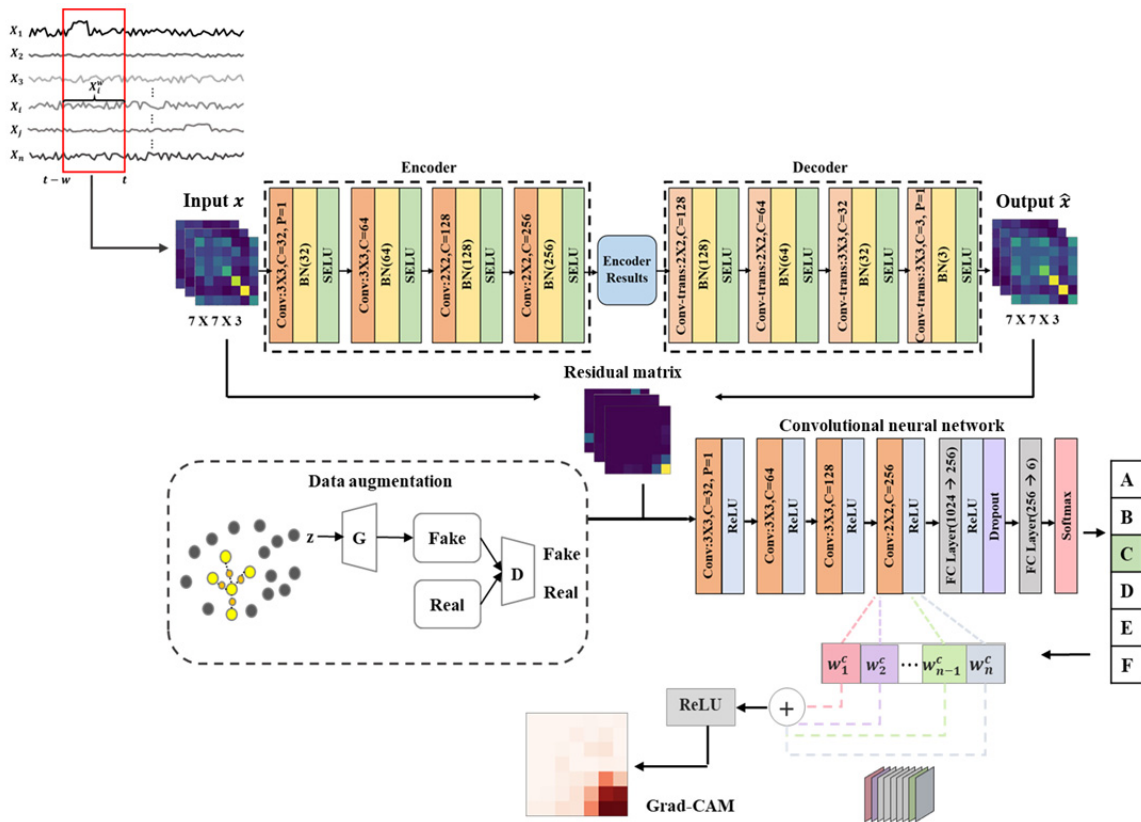 X₁
X₂
X₃
Xᵢʷ
Xᵢ
Xⱼ
Xₙ
t − w
t
Encoder
Decoder
Input x
Output x̂
Conv:3X3,C=32, P=1
BN(32)
SELU
Conv:3X3,C=64
BN(64)
SELU
Conv:2X2,C=128
BN(128)
SELU
Conv:2X2,C=256
BN(256)
SELU
Encoder
Results
Conv-trans:2X2,C=128
BN(128)
SELU
Conv-trans:2X2,C=64
BN(64)
SELU
Conv-trans:3X3,C=32
BN(32)
SELU
Conv-trans:3X3,C=3, P=1
BN(3)
SELU
7 X 7 X 3
7 X 7 X 3
Residual matrix
Convolutional neural network
Data augmentation
z
G
Fake
Real
D
Fake
Real
Conv:3X3,C=32, P=1
ReLU
Conv:3X3,C=64
ReLU
Conv:3X3,C=128
ReLU
Conv:2X2,C=256
ReLU
FC Layer(1024 → 256)
ReLU
Dropout
FC Layer(256 → 6)
Softmax
A
B
C
D
E
F
w₁ᶜ w₂ᶜ ··· wₙ₋₁ᶜ wₙᶜ
ReLU
+
Grad-CAM